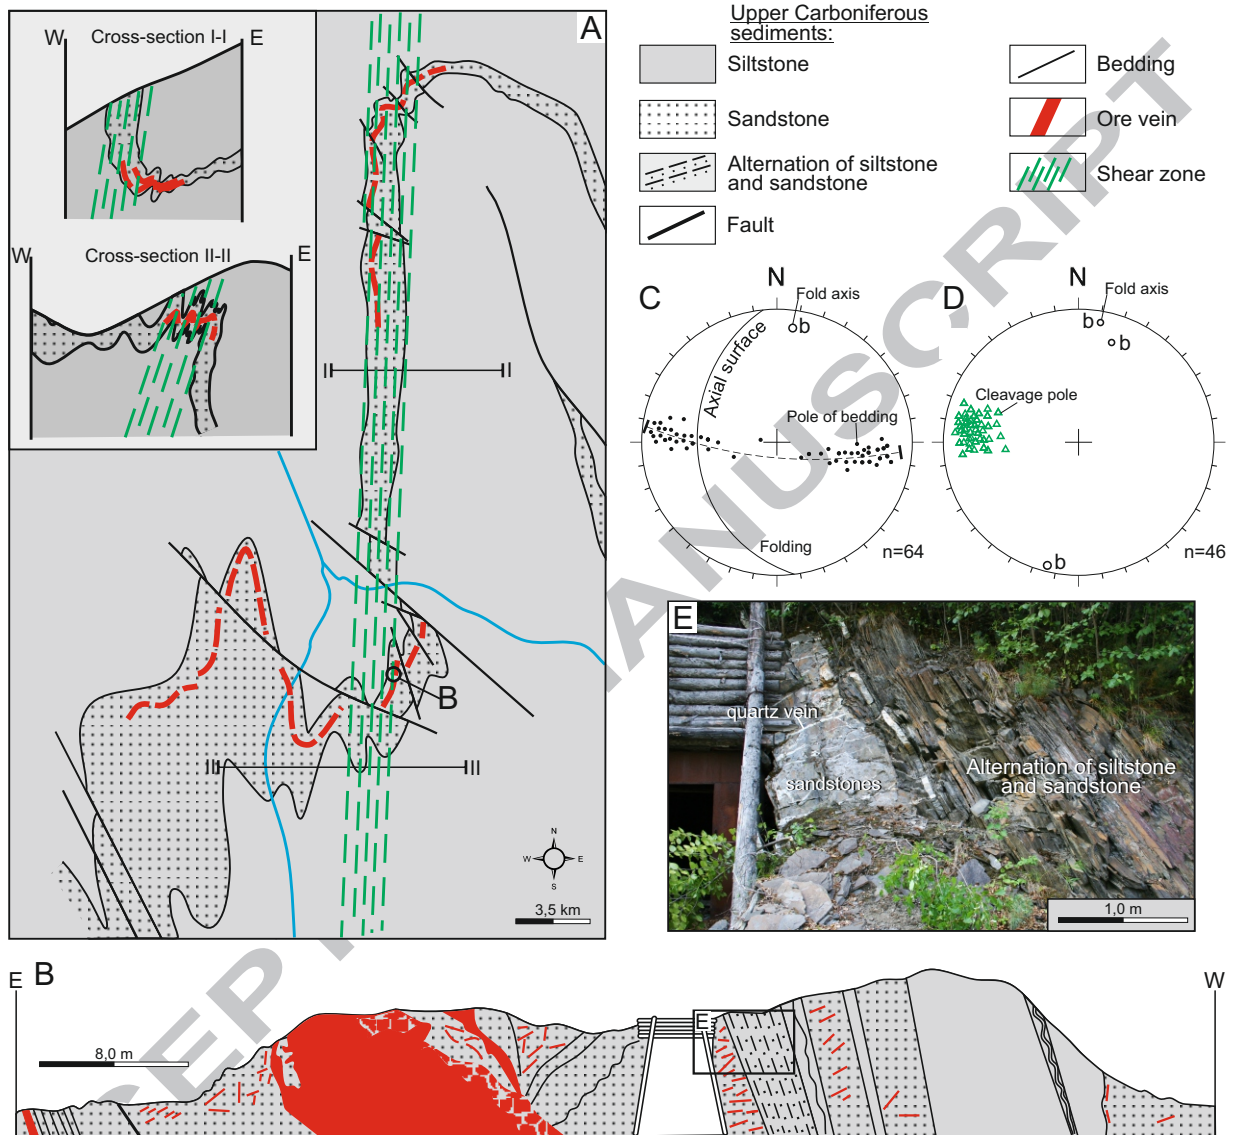 A
W
Cross-section I-I
E
W
Cross-section II-II
E
II
II
B
III
III
N
W
E
S
3,5 km
Upper Carboniferous
sediments:
Siltstone
Sandstone
Alternation of siltstone
and sandstone
Fault
Bedding
Ore vein
Shear zone
C
N
Fold axis
b
Axial surface
Pole of bedding
Folding
n=64
D
N
Fold axis
b
b
Cleavage pole
b
n=46
E
quartz vein
sandstones
Alternation of siltstone
and sandstone
1,0 m
B
E
W
8,0 m
E
CEP
MANUSCRIPT